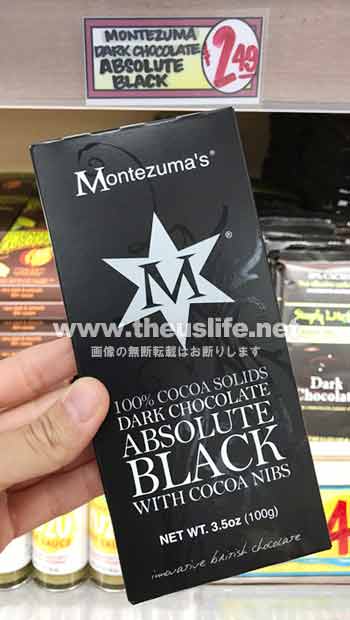 MONTEZUMA
DARK CHOCOLATE
ABSOLUTE
BLACK
$2.49
Montezuma's®
M
®
www.theuslife.net
画像の無断転載はお断りします
100% COCOA SOLIDS
DARK CHOCOLATE
ABSOLUTE
BLACK
WITH COCOA NIBS
NET WT. 3.5oz (100g)
innovative british chocolate
Simply Lite
Dark
Chocolate